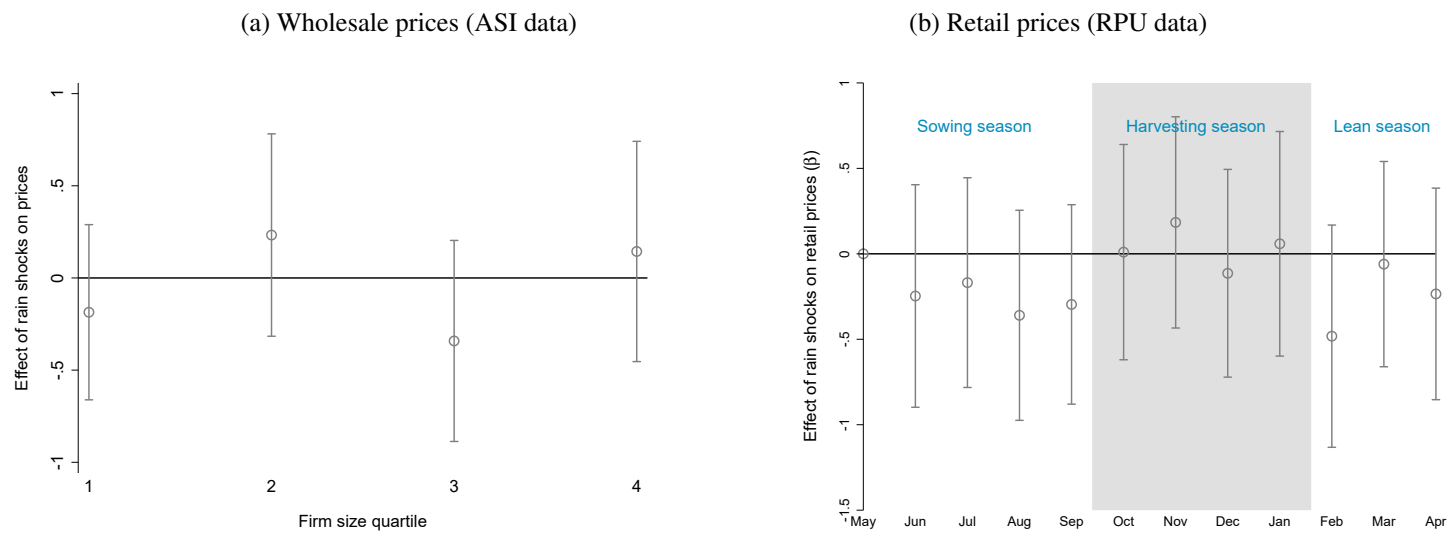 (a) Wholesale prices (ASI data)
Effect of rain shocks on prices
1
.5
0
-.5
-1
1 2 3 4
Firm size quartile
(b) Retail prices (RPU data)
Effect of rain shocks on retail prices (β)
1
.5
0
-.5
-1
-1.5
Sowing season Harvesting season Lean season
May Jun Jul Aug Sep Oct Nov Dec Jan Feb Mar Apr